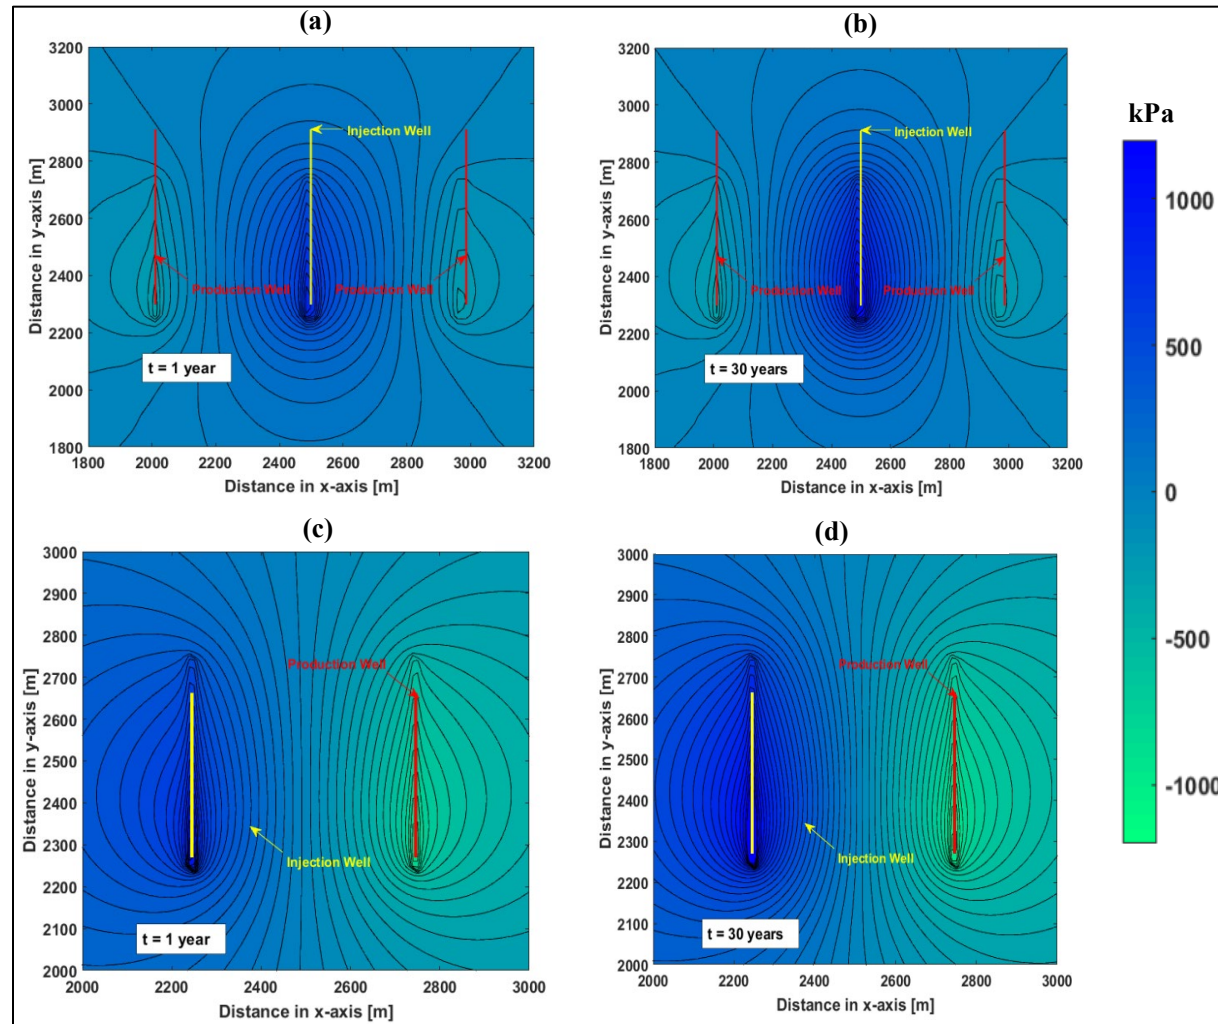 (a)
(b)
kPa
3200
3000
2800
2600
2400
2200
2000
1800
Distance in y-axis [m]
Injection Well
Production Well
Production Well
t = 1 year
1800 2000 2200 2400 2600 2800 3000 3200
Distance in x-axis [m]
3200
3000
2800
2600
2400
2200
2000
1800
Distance in y-axis [m]
Injection Well
Production Well
Production Well
t = 30 years
1800 2000 2200 2400 2600 2800 3000 3200
Distance in x-axis [m]
1000
500
0
-500
-1000
(c)
(d)
3000
2900
2800
2700
2600
2500
2400
2300
2200
2100
2000
Distance in y-axis [m]
Production Well
Injection Well
t = 1 year
2000 2200 2400 2600 2800 3000
Distance in x-axis [m]
3000
2900
2800
2700
2600
2500
2400
2300
2200
2100
2000
Distance in y-axis [m]
Production Well
Injection Well
t = 30 years
2000 2200 2400 2600 2800 3000
Distance in x-axis [m]